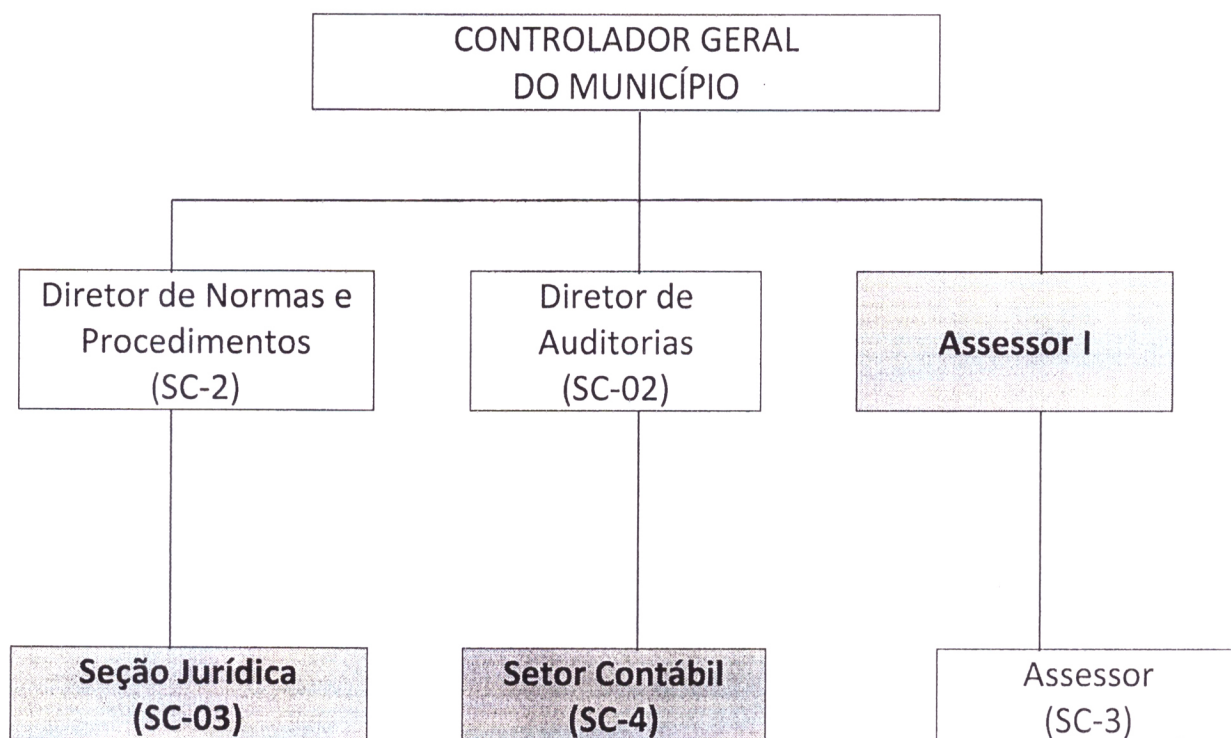 CONTROLADOR GERAL
DO MUNICÍPIO
Diretor de Normas e
Procedimentos
(SC-2)
Diretor de
Auditorias
(SC-02)
Assessor I
Seção Jurídica
(SC-03)
Setor Contábil
(SC-4)
Assessor
(SC-3)